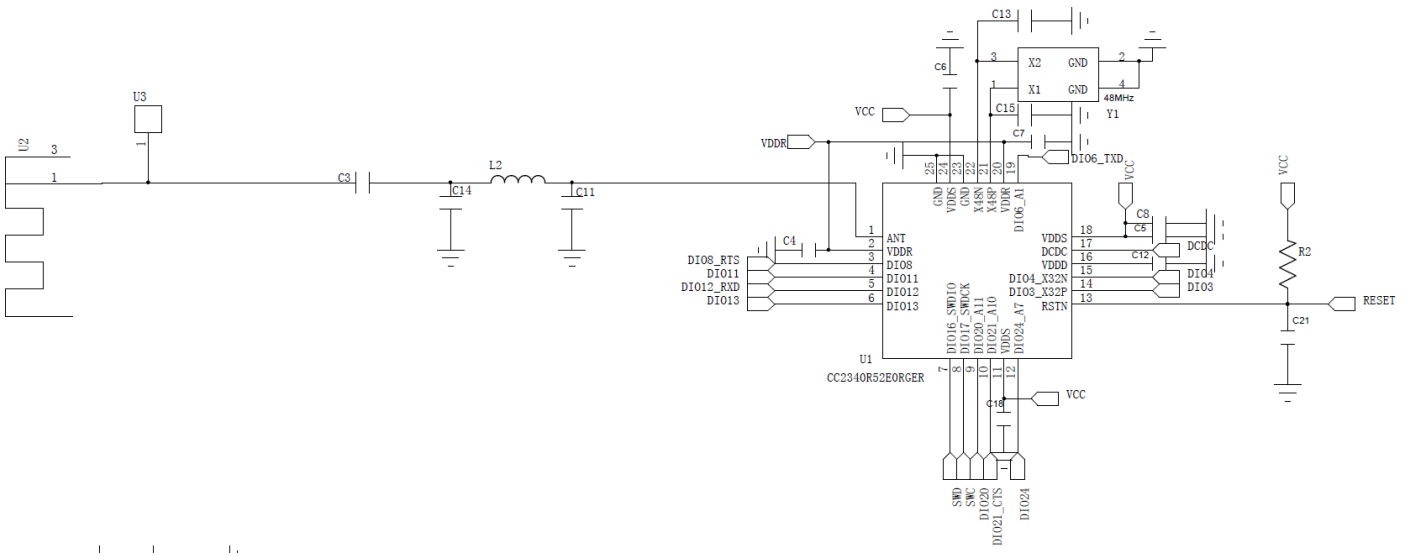 C13
C6
3
X2
GND
2
1
X1
GND
4
48MHz
Y1
VCC
C15
C7
VDDR
DIO6_TXD
U3
1
U2
3
1
C3
C14
L2
C11
25
24
23
22
21
20
19
GND
VDDS
GND
X48N
X48P
VDDR
DIO6_A1
VCC
VCC
1
ANT
C4
2
VDDR
DIO8_RTS
3
DIO8
DIO11
4
DIO11
DIO12_RXD
5
DIO12
DIO13
6
DIO13
C8
C5
VDDS
18
DCDC
17
DCDC
VDDD
16
C12
DIO4_X32N
15
DIO4
DIO3_X32P
14
DIO3
RSTN
13
R2
RESET
C21
DIO16_SWDIO
DIO17_SWDCK
DIO20_A11
DIO21_A10
VDDS
DIO24_A7
U1
CC2340R52E0RGER
7
8
9
10
11
12
C18
VCC
SWD
SWC
DIO20
DIO21_CTS
DIO24